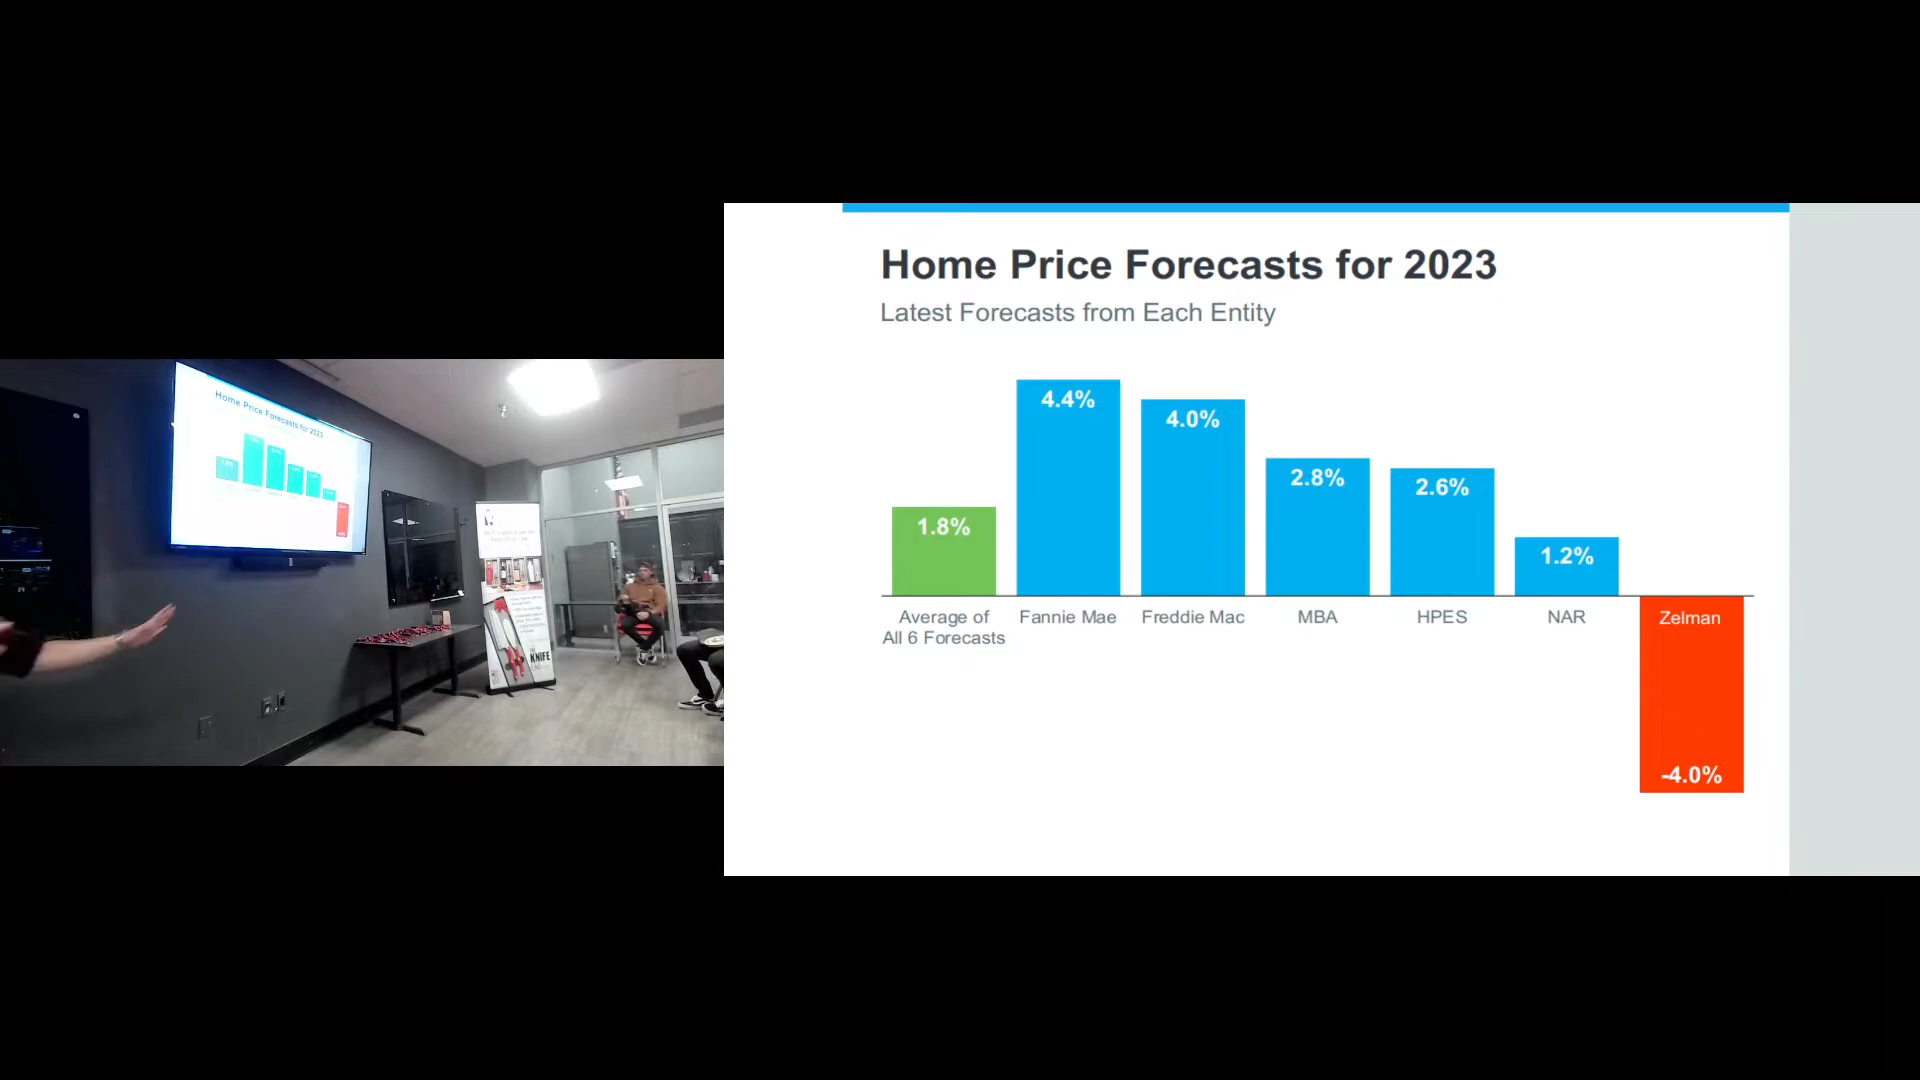 Home Price Forecasts for 2023
Latest Forecasts from Each Entity
4.4%
4.0%
2.8%
2.6%
1.8%
1.2%
Average of
All 6 Forecasts
Fannie Mae
Freddie Mac
MBA
HPES
NAR
Zelman
-4.0%
Home Price Forecasts for 2023
KNIFE